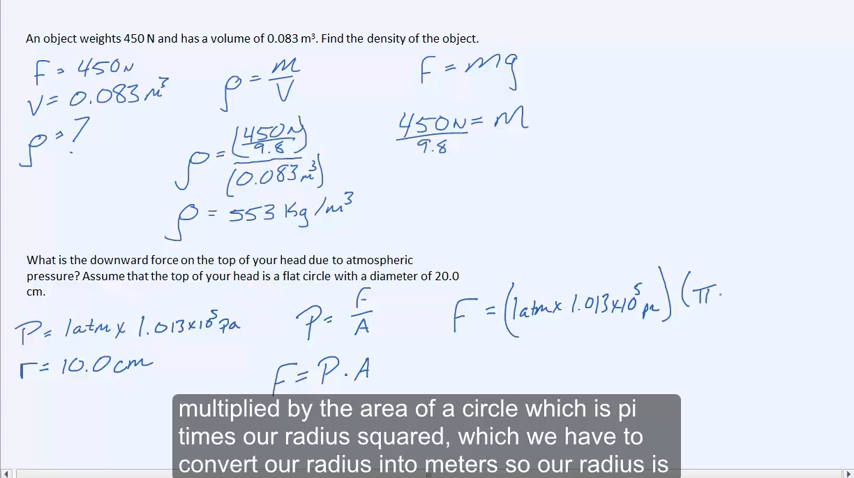 An object weights 450 N and has a volume of 0.083 m³. Find the density of the object.
F = 450N
V = 0.083 m³
ρ = ?
ρ = m/V
ρ = (450N/9.8)/(0.083 m³)
ρ = 553 Kg/m³
F = mg
450N/9.8 = M
What is the downward force on the top of your head due to atmospheric
pressure? Assume that the top of your head is a flat circle with a diameter of 20.0
cm.
P = 1atm x 1.013x10⁵ pa
r = 10.0cm
P = F/A
F = P · A
F = (1atm x 1.013x10⁵ pa) (π
multiplied by the area of a circle which is pi
times our radius squared, which we have to
convert our radius into meters so our radius is